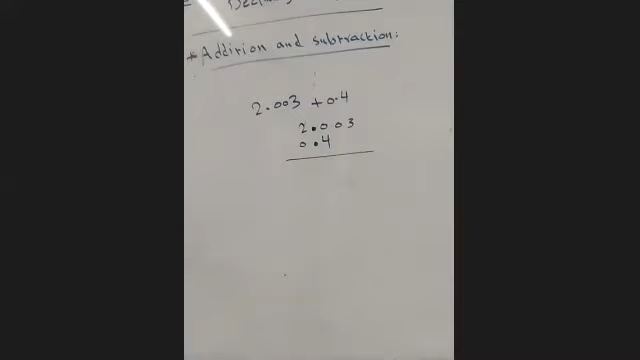 * Addition and subtraction:
2.003 + 0.4
2.003
0.4